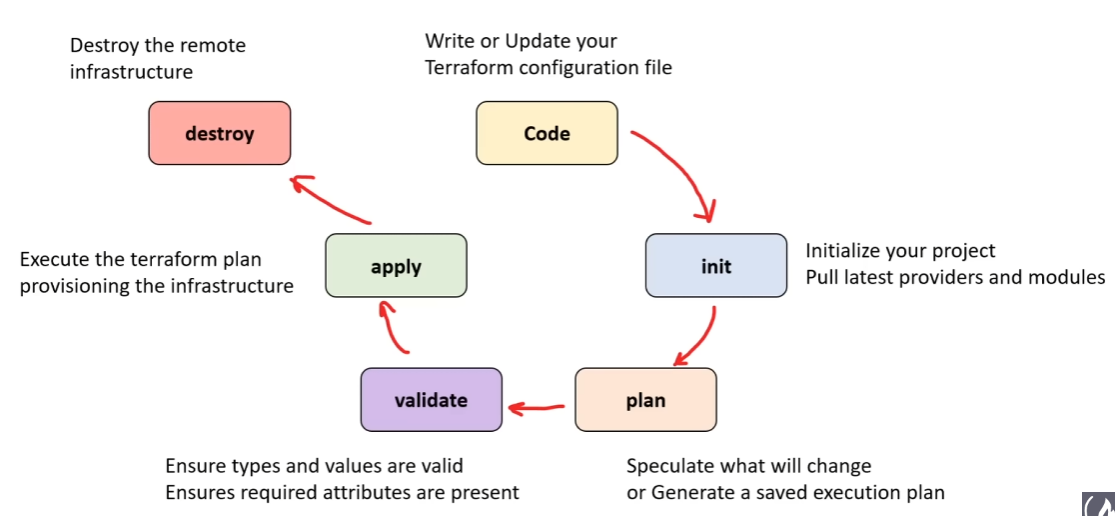 Destroy the remote
infrastructure
destroy
Write or Update your
Terraform configuration file
Code
init
Initialize your project
Pull latest providers and modules
plan
Speculate what will change
or Generate a saved execution plan
validate
Ensure types and values are valid
Ensures required attributes are present
apply
Execute the terraform plan
provisioning the infrastructure